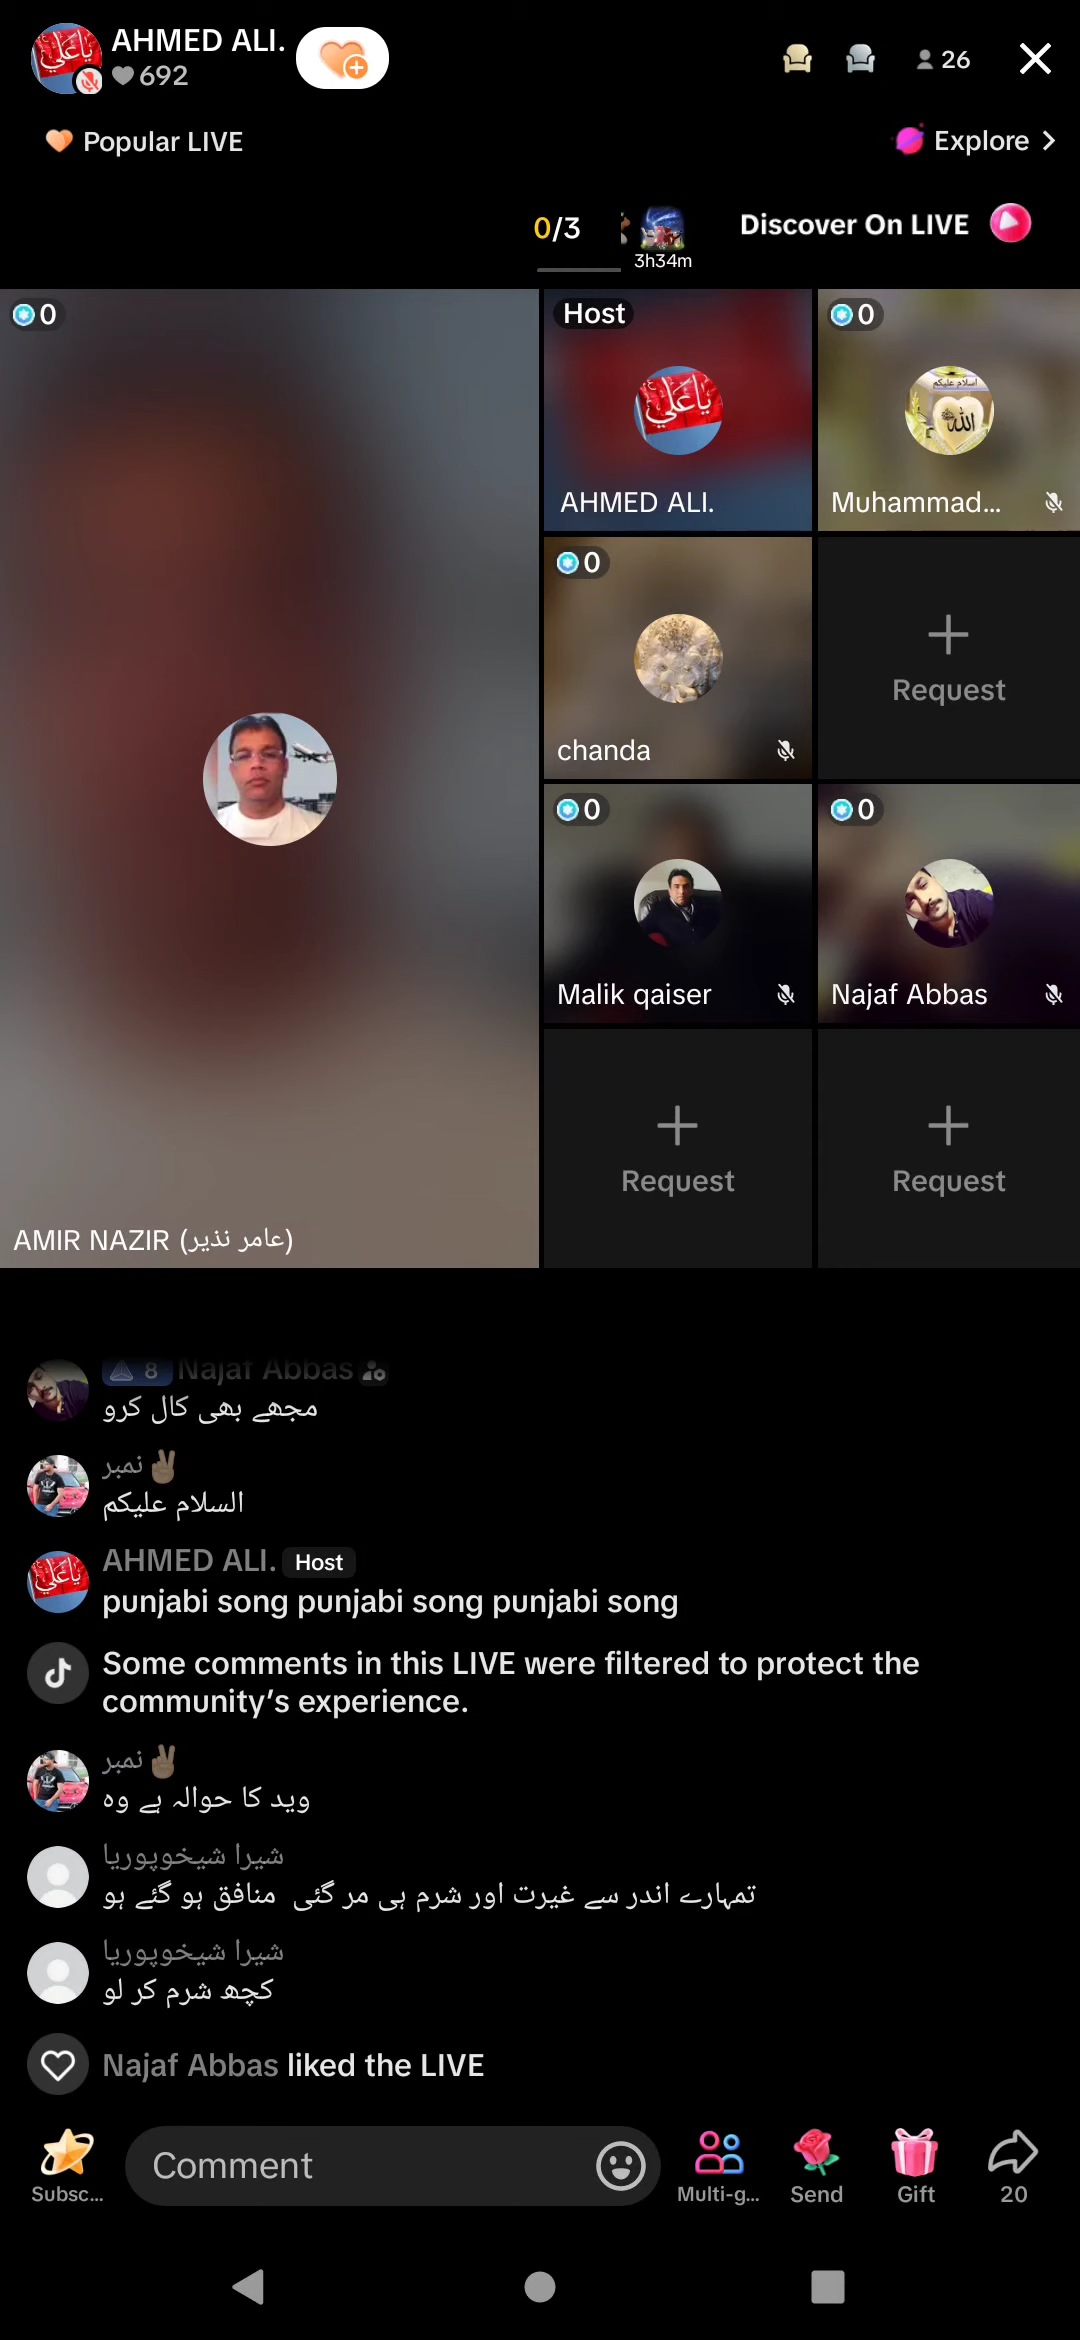 AHMED ALI.
692
26
Popular LIVE
Explore
0/3
3h34m
Discover On LIVE
0
Host
یاعلي
AHMED ALI.
0
اسلام علیکم
الله
Muhammad...
0
chanda
Request
0
Malik qaiser
0
Najaf Abbas
Request
Request
AMIR NAZIR (عامر نذیر)
8 Najaf Abbas
مجھے بھی کال کرو
نمبر✌🏽
السلام علیکم
AHMED ALI. Host
punjabi song punjabi song punjabi song
Some comments in this LIVE were filtered to protect the
community’s experience.
نمبر✌🏽
وید کا حوالہ ہے وہ
شیرا شیخوپوریا
تمہارے اندر سے غیرت اور شرم ہی مر گئی  منافق ہو گئے ہو
شیرا شیخوپوریا
کچھ شرم کر لو
Najaf Abbas liked the LIVE
Subsc...
Comment
Multi-g...
Send
Gift
20